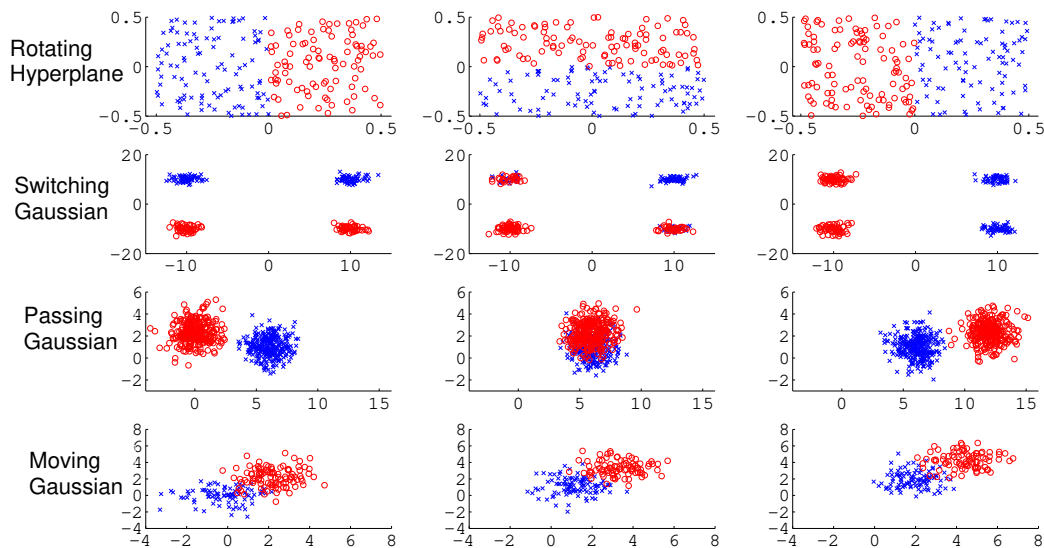 Rotating
Hyperplane
0.5 0.5 0.5
0 0 0
−0.5 −0.5 −0.5
−0.5 0 0.5 −0.5 0 0.5 −0.5 0 0.5
Switching
Gaussian
20 20 20
0 0 0
−20 −20 −20
−10 0 10 −10 0 10 −10 0 10
Passing
Gaussian
6 6 6
4 4 4
2 2 2
0 0 0
−2 −2 −2
0 5 10 15 0 5 10 15 0 5 10 15
Moving
Gaussian
8 8 8
6 6 6
4 4 4
2 2 2
0 0 0
−2 −2 −2
−4 −4 −4
−4 −2 0 2 4 6 8 −4 −2 0 2 4 6 8 −4 −2 0 2 4 6 8